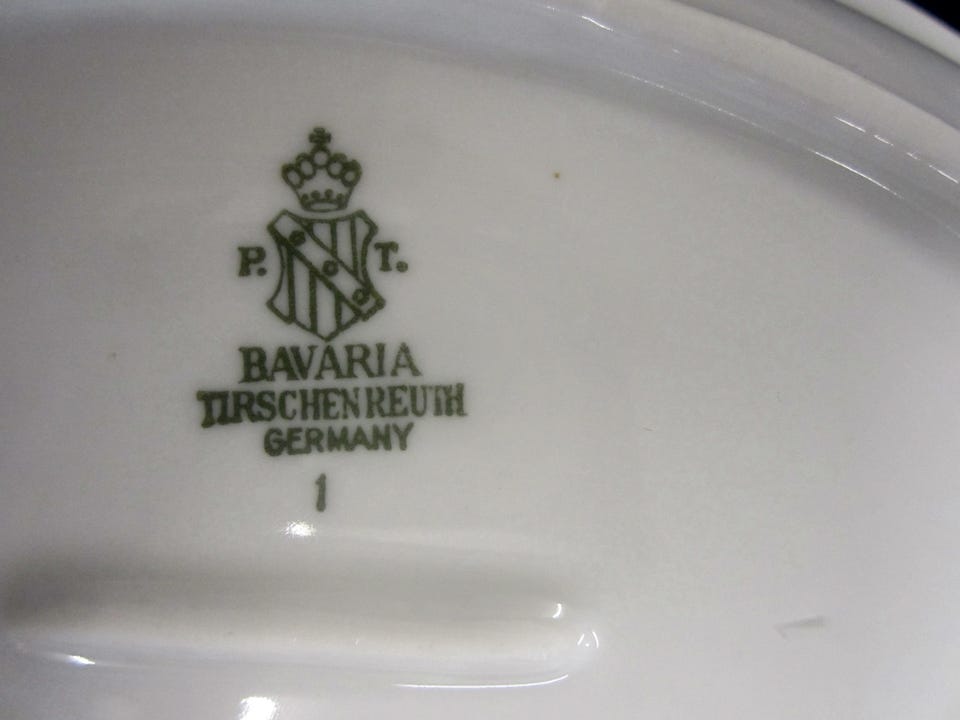 P. T.
BAVARIA
TIRSCHENREUTH
GERMANY
1